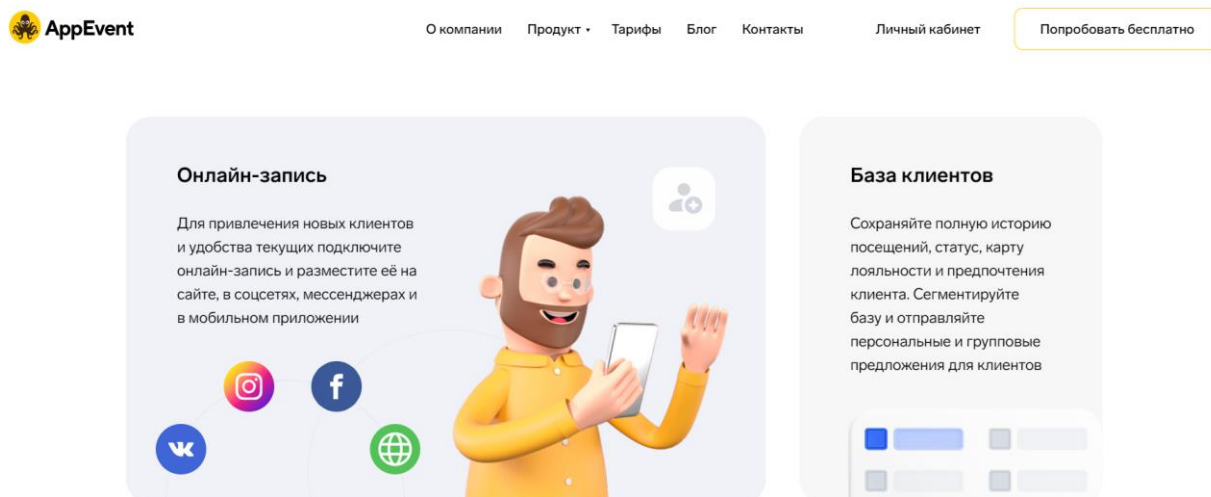 AppEvent
О компании
Продукт
Тарифы
Блог
Контакты
Личный кабинет
Попробовать бесплатно
Онлайн-запись
Для привлечения новых клиентов
и удобства текущих подключите
онлайн-запись и разместите её на
сайте, в соцсетях, мессенджерах и
в мобильном приложении
База клиентов
Сохраняйте полную историю
посещений, статус, карту
лояльности и предпочтения
клиента. Сегментируйте
базу и отправляйте
персональные и групповые
предложения для клиентов